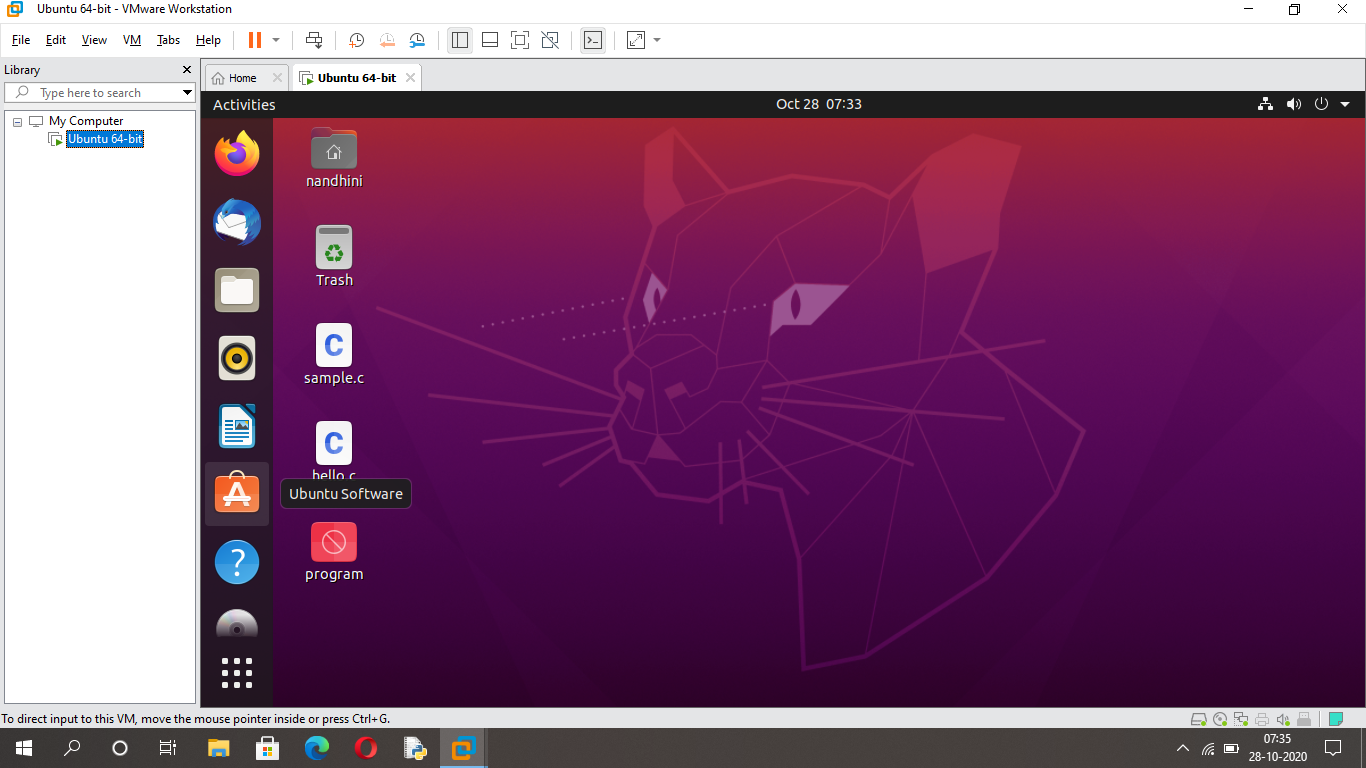 Ubuntu 64-bit - VMware Workstation
File Edit View VM Tabs Help
Library
Type here to search
My Computer
Ubuntu 64-bit
Home
Ubuntu 64-bit
Activities
Oct 28 07:33
nandhini
Trash
sample.c
hello.c
Ubuntu Software
program
To direct input to this VM, move the mouse pointer inside or press Ctrl+G.
07:35
28-10-2020